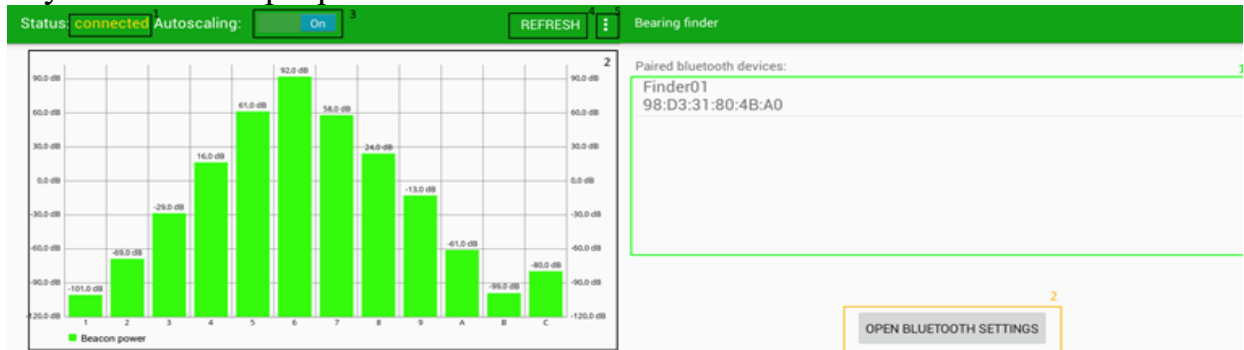 Status: connected Autoscaling: On REFRESH
1
3
4
5
2
90,0 dB
60,0 dB
30,0 dB
0,0 dB
-30,0 dB
-60,0 dB
-90,0 dB
-120,0 dB
-101,0 dB
-69,0 dB
-29,0 dB
16,0 dB
61,0 dB
92,0 dB
58,0 dB
24,0 dB
-13,0 dB
-61,0 dB
-99,0 dB
-80,0 dB
90,0 dB
60,0 dB
30,0 dB
0,0 dB
-30,0 dB
-60,0 dB
-90,0 dB
-120,0 dB
1 2 3 4 5 6 7 8 9 A B C
Beacon power
Bearing finder
Paired bluetooth devices:
1
Finder01
98:D3:31:80:4B:A0
2
OPEN BLUETOOTH SETTINGS